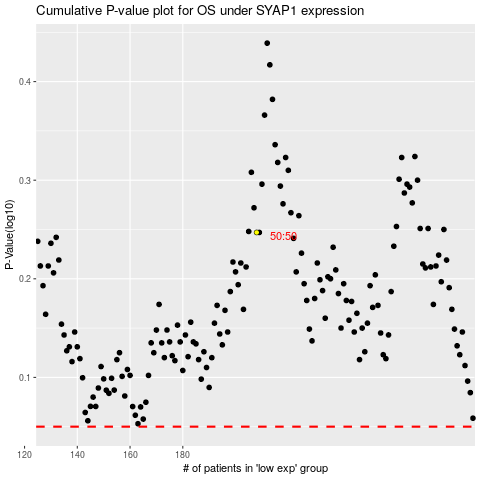 Cumulative P-value plot for OS under SYAP1 expression
P-Value(log10)
0.4
0.3
0.2
0.1
50:50
120 140 160 180
# of patients in 'low exp' group